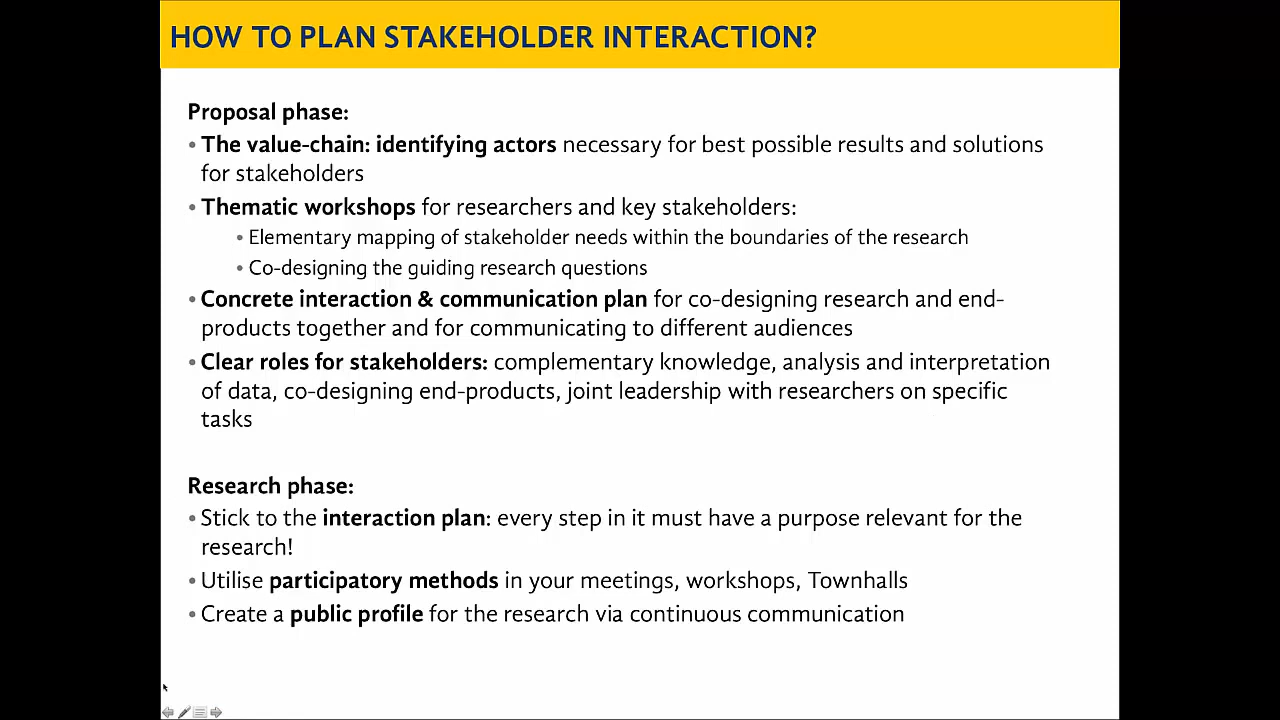 HOW TO PLAN STAKEHOLDER INTERACTION?
Proposal phase:
• The value-chain: identifying actors necessary for best possible results and solutions
for stakeholders
• Thematic workshops for researchers and key stakeholders:
• Elementary mapping of stakeholder needs within the boundaries of the research
• Co-designing the guiding research questions
• Concrete interaction & communication plan for co-designing research and end-
products together and for communicating to different audiences
• Clear roles for stakeholders: complementary knowledge, analysis and interpretation
of data, co-designing end-products, joint leadership with researchers on specific
tasks
Research phase:
• Stick to the interaction plan: every step in it must have a purpose relevant for the
research!
• Utilise participatory methods in your meetings, workshops, Townhalls
• Create a public profile for the research via continuous communication